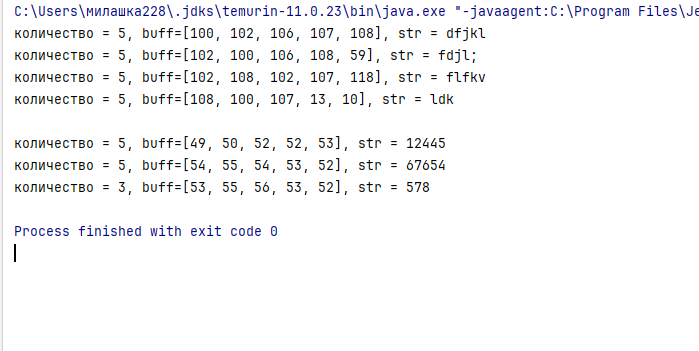 C:\Users\милашка228\.jdks\temurin-11.0.23\bin\java.exe "-javaagent:C:\Program Files\Je
количество = 5, buff=[100, 102, 106, 107, 108], str = dfjkl
количество = 5, buff=[102, 100, 106, 108, 59], str = fdjl;
количество = 5, buff=[102, 108, 102, 107, 118], str = flfkv
количество = 5, buff=[108, 100, 107, 13, 10], str = ldk
количество = 5, buff=[49, 50, 52, 52, 53], str = 12445
количество = 5, buff=[54, 55, 54, 53, 52], str = 67654
количество = 3, buff=[53, 55, 56, 53, 52], str = 578
Process finished with exit code 0